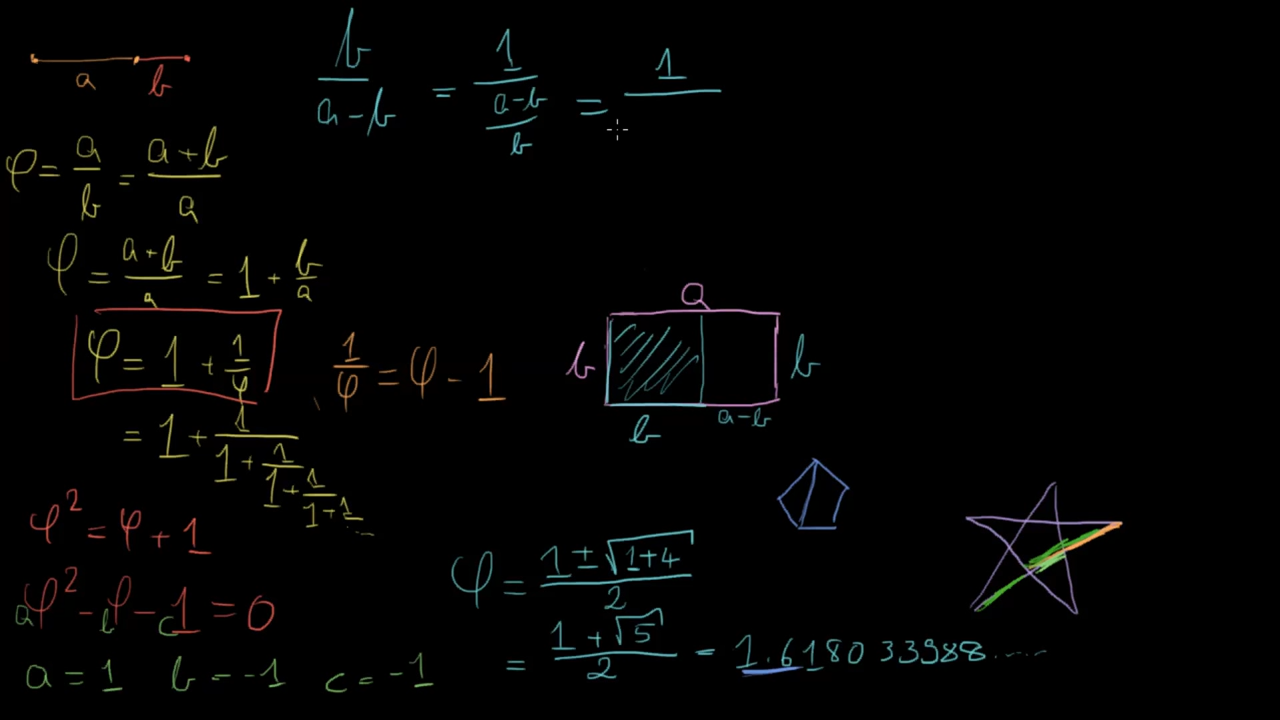 a b
b/(a-b) = 1/((a-b)/b) = 1/
φ = a/b = (a+b)/a
φ = (a+b)/a = 1 + b/a
φ = 1 + 1/φ
1/φ = φ - 1
= 1 + 1/(1 + 1/(1 + 1/(1 + 1...
a
b b
b a-b
φ² = φ + 1
φ² - φ - 1 = 0
a b c
a = 1 b = -1 c = -1
φ = (1 ± √(1+4))/2
= (1 + √5)/2 = 1.618033988.....